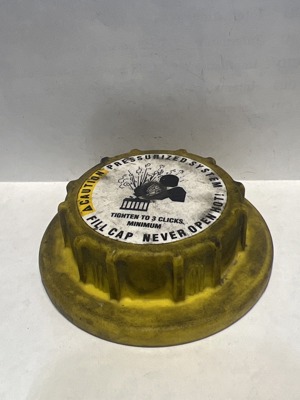 ⚠CAUTION PRESSURIZED SYSTEM
TIGHTEN TO 3 CLICKS,
MINIMUM
FILL CAP NEVER OPEN HOT!